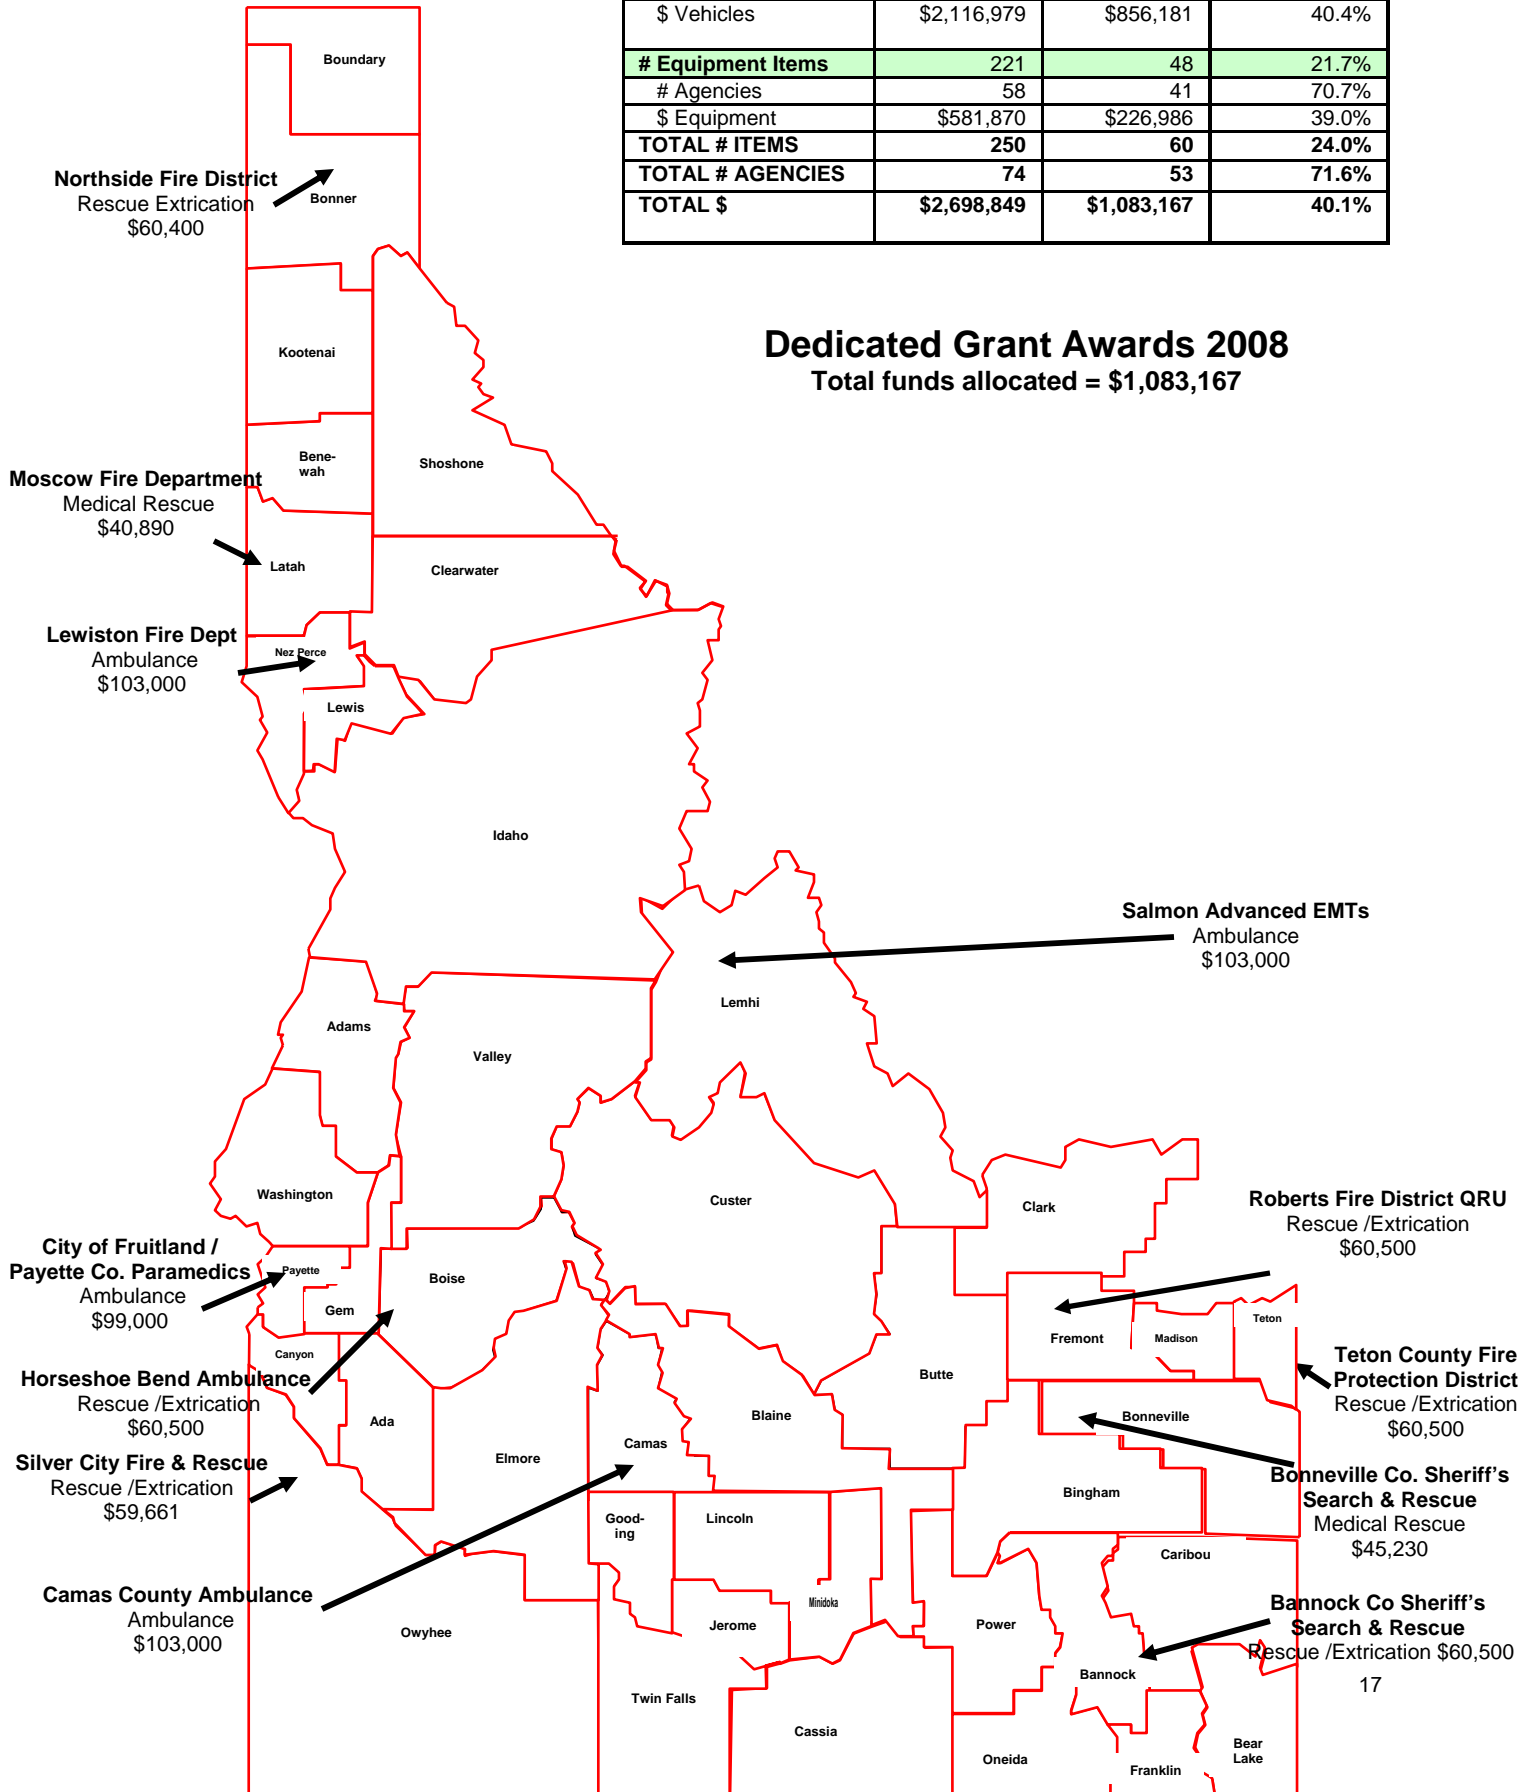 $ Vehicles $2,116,979 $856,181 40.4%
# Equipment Items 221 48 21.7%
# Agencies 58 41 70.7%
$ Equipment $581,870 $226,986 39.0%
TOTAL # ITEMS 250 60 24.0%
TOTAL # AGENCIES 74 53 71.6%
TOTAL $ $2,698,849 $1,083,167 40.1%
Dedicated Grant Awards 2008
Total funds allocated = $1,083,167
Boundary
Northside Fire District
Rescue Extrication
$60,400
Bonner
Kootenai
Bene-
wah
Shoshone
Moscow Fire Department
Medical Rescue
$40,890
Latah
Clearwater
Lewiston Fire Dept
Ambulance
$103,000
Nez Perce
Lewis
Idaho
Salmon Advanced EMTs
Ambulance
$103,000
Lemhi
Adams
Valley
Washington
Custer
Clark
Roberts Fire District QRU
Rescue /Extrication
$60,500
City of Fruitland /
Payette Co. Paramedics
Ambulance
$99,000
Payette
Boise
Gem
Fremont
Madison
Teton
Canyon
Teton County Fire
Protection District
Rescue /Extrication
$60,500
Horseshoe Bend Ambulance
Rescue /Extrication
$60,500
Butte
Ada
Blaine
Bonneville
Camas
Elmore
Silver City Fire & Rescue
Rescue /Extrication
$59,661
Bonneville Co. Sheriff's
Search & Rescue
Medical Rescue
$45,230
Bingham
Good-
ing
Lincoln
Caribou
Camas County Ambulance
Ambulance
$103,000
Minidoka
Bannock Co Sheriff's
Search & Rescue
Rescue /Extrication $60,500
Owyhee
Jerome
Power
Bannock
17
Twin Falls
Cassia
Oneida
Franklin
Bear
Lake